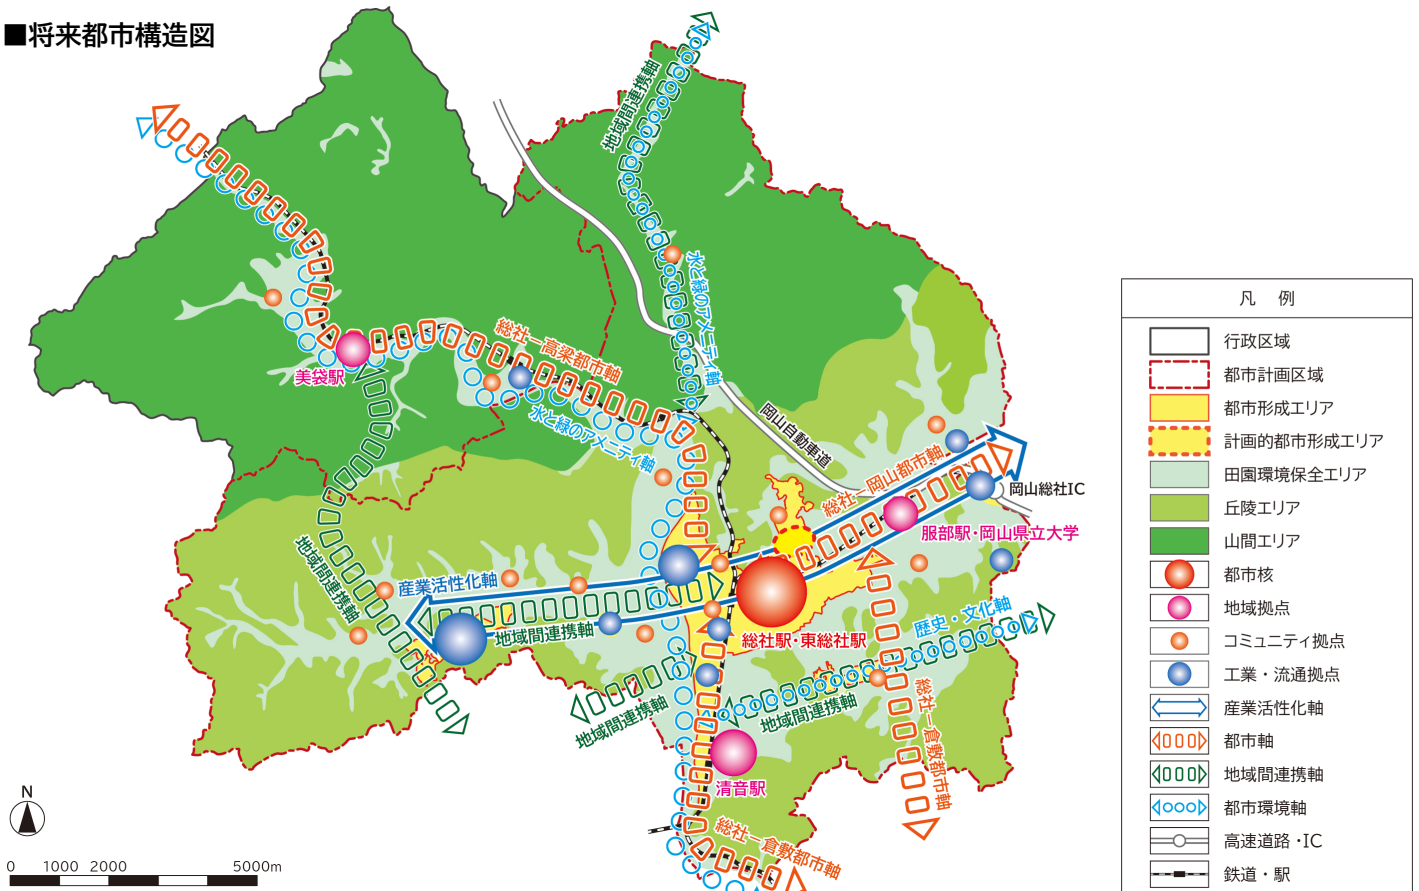 ■将来都市構造図
地域間連携軸
水と緑のアメニティ軸
総社－高梁都市軸
美袋駅
水と緑のアメニティ軸
岡山自動車道
総社－岡山都市軸
岡山総社IC
服部駅・岡山県立大学
地域間連携軸
産業活性化軸
地域間連携軸
総社駅・東総社駅
歴史・文化軸
地域間連携軸
地域間連携軸
総社－倉敷都市軸
清音駅
総社－倉敷都市軸
N
0 1000 2000 5000m
凡 例
行政区域
都市計画区域
都市形成エリア
計画的都市形成エリア
田園環境保全エリア
丘陵エリア
山間エリア
都市核
地域拠点
コミュニティ拠点
工業・流通拠点
産業活性化軸
都市軸
地域間連携軸
都市環境軸
高速道路・IC
鉄道・駅